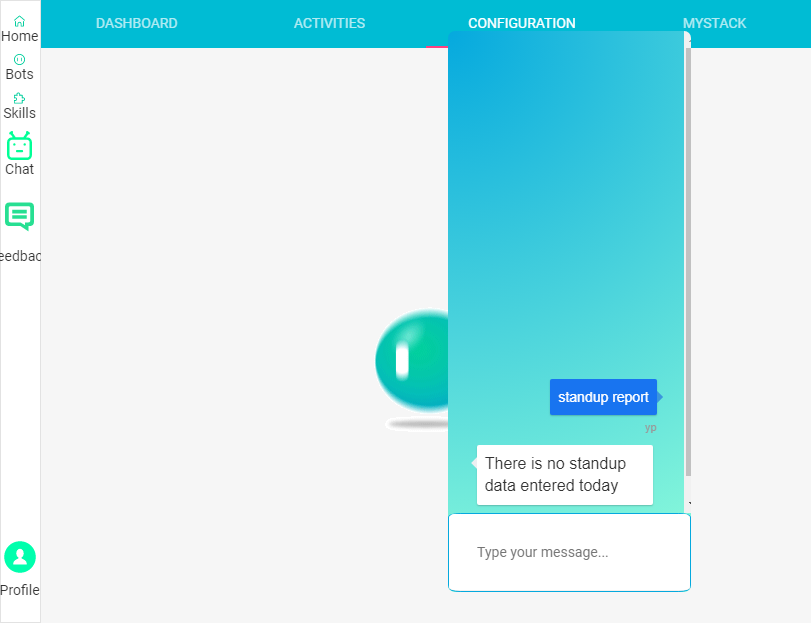 DASHBOARD
ACTIVITIES
CONFIGURATION
MYSTACK
Home
Bots
Skills
Chat
eedbac
Profile
standup report
yp
There is no standup
data entered today
Type your message...